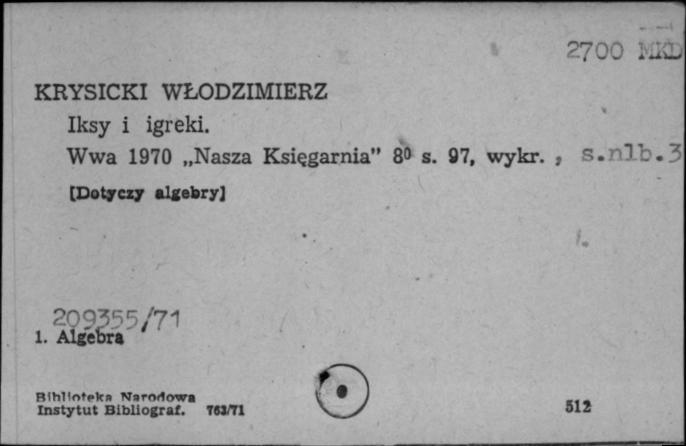 2700 MKD
KRYSICKI WŁODZIMIERZ
Iksy i igreki.
Wwa 1970 „Nasza Księgarnia” 8⁰ s. 97, wykr. , s.nlb.3
[Dotyczy algebry]
209355/71
1. Algebra
Biblioteka Narodowa
Instytut Bibliograf. 763/71
512